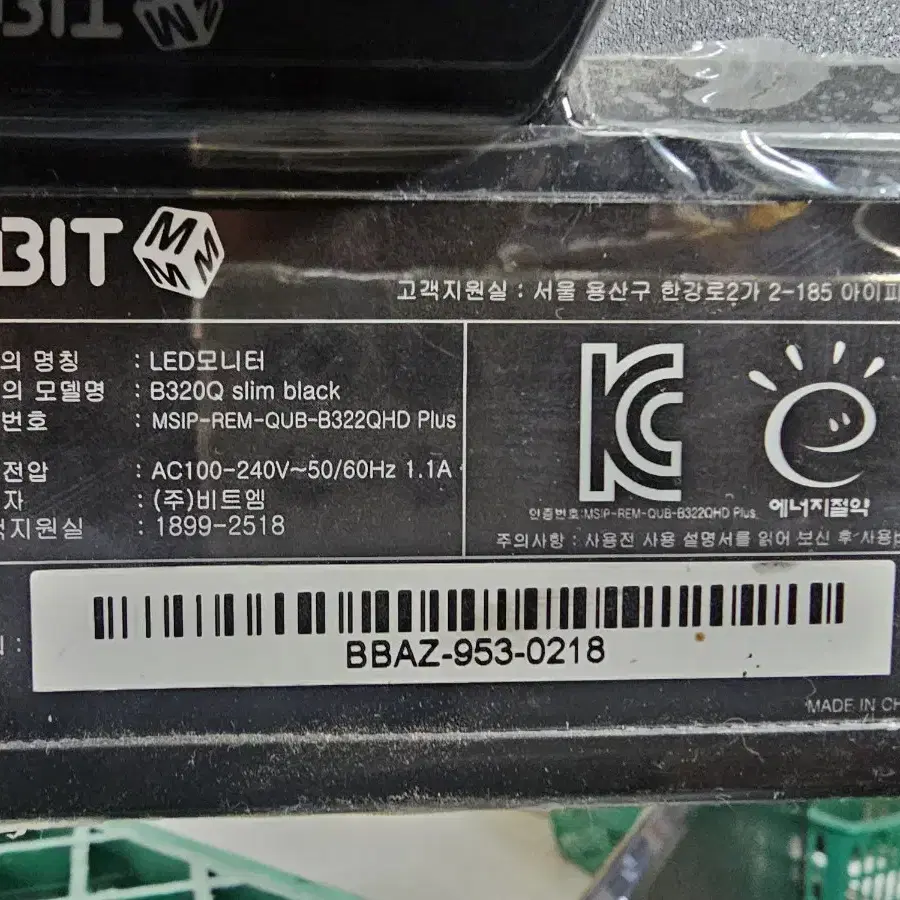 BIT
MMM
고객지원실 : 서울 용산구 한강로2가 2-185 아이피
의 명칭 : LED모니터
의 모델명 : B320Q slim black
번호 : MSIP-REM-QUB-B322QHD Plus
전압 : AC100-240V~50/60Hz 1.1A
자 : (주)비트엠
객지원실 : 1899-2518
에너지절약
인증번호:MSIP-REM-QUB-B322QHD Plus
주의사항 : 사용전 사용 설명서를 읽어 보신 후 사용
BBAZ-953-0218
MADE IN CH